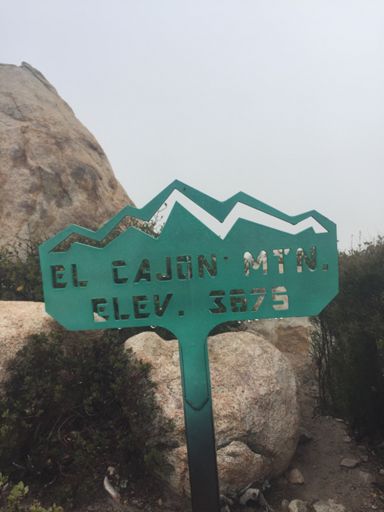 EL CAJON MTN.
ELEV. 3675